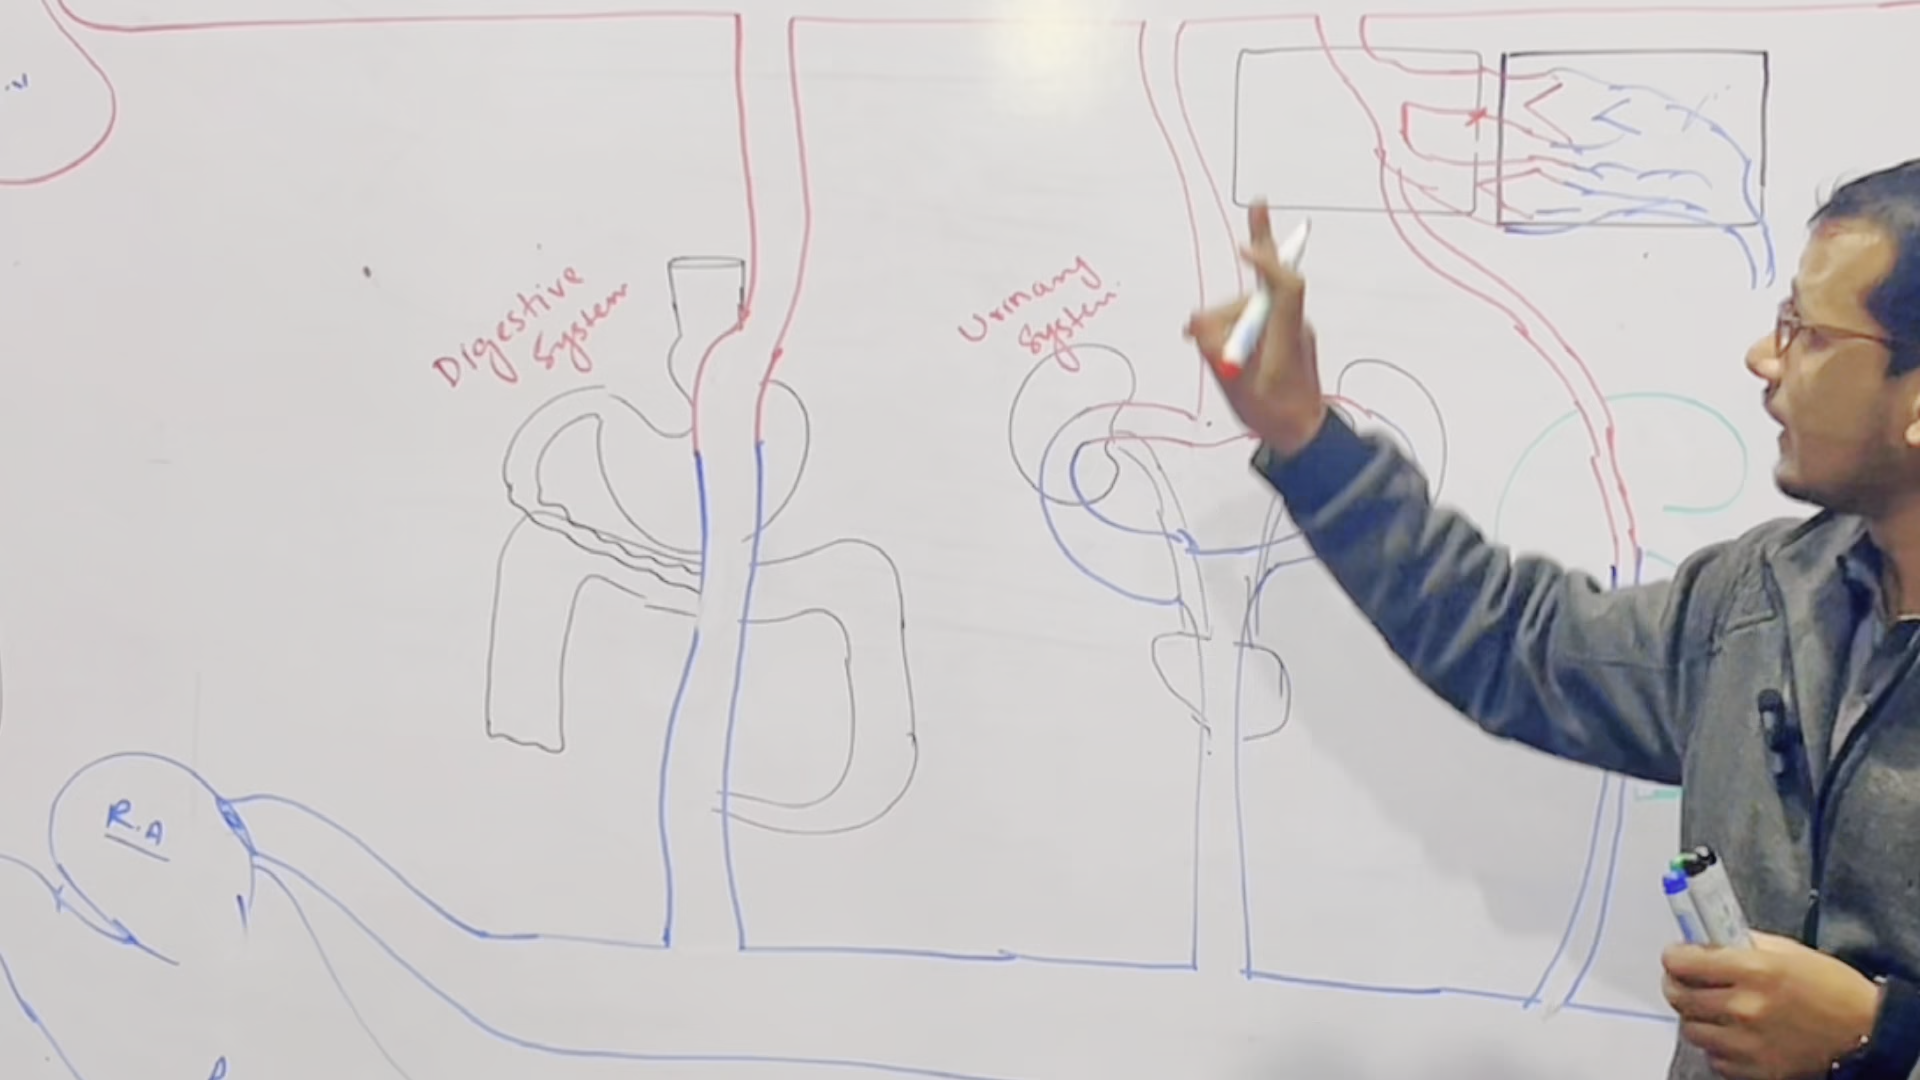 Digestive
System
Urinary
System
R.A